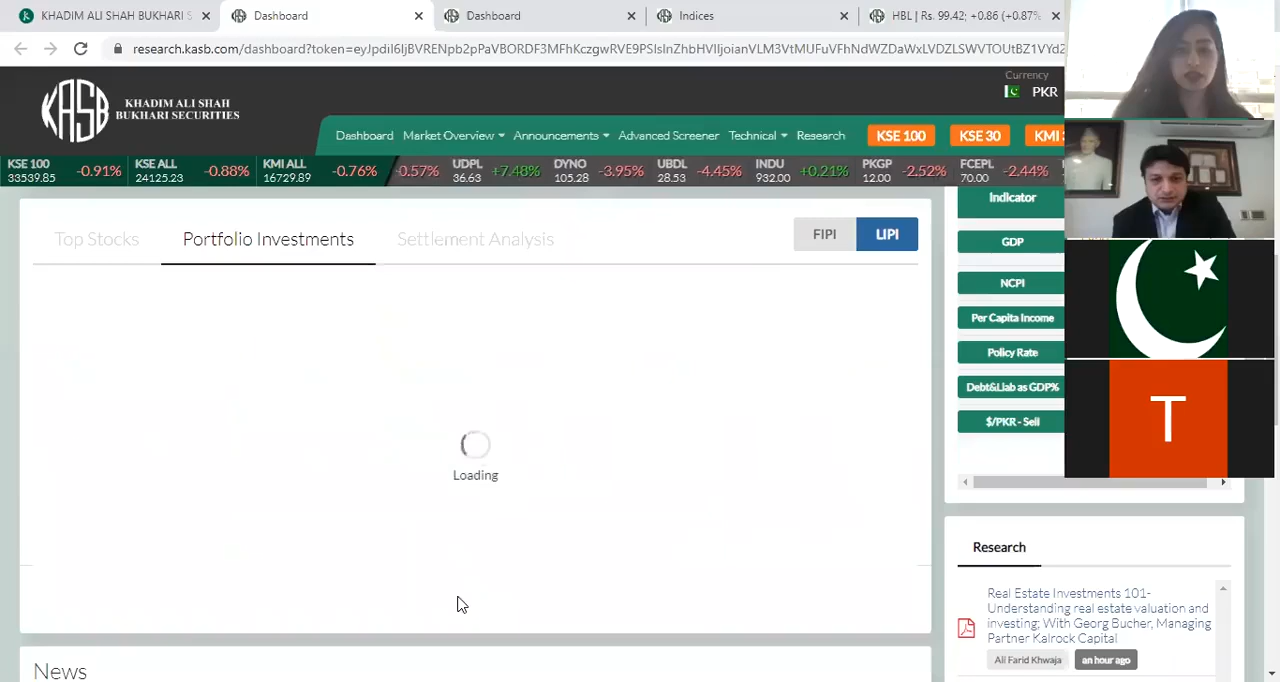 KHADIM ALI SHAH BUKHARI S
Dashboard
Dashboard
Indices
HBL | Rs. 99.42; +0.86 (+0.87%
research.kasb.com/dashboard?token=
Currency
PKR
KASB
KHADIM ALI SHAH
BUKHARI SECURITIES
Dashboard Market Overview Announcements Advanced Screener Technical Research KSE 100 KSE 30 KMI 3
KSE 100 33539.85 -0.91%
KSE ALL 24125.23 -0.88%
KMI ALL 16729.89 -0.76%
-0.57%
UDPL 36.63 +7.48%
DYNO 105.28 -3.95%
UBDL 28.53 -4.45%
INDU 932.00 +0.21%
PKGP 12.00 -2.52%
FCEPL 70.00 -2.44%
Top Stocks Portfolio Investments Settlement Analysis
FIPI LIPI
Loading
News
Indicator
GDP
NCPI
Per Capita Income
Policy Rate
Debt&Liab as GDP%
$/PKR - Sell
Research
Real Estate Investments 101-
Understanding real estate valuation and
investing; With Georg Bucher, Managing
Partner Kalrock Capital
Ali Farid Khwaja an hour ago
T